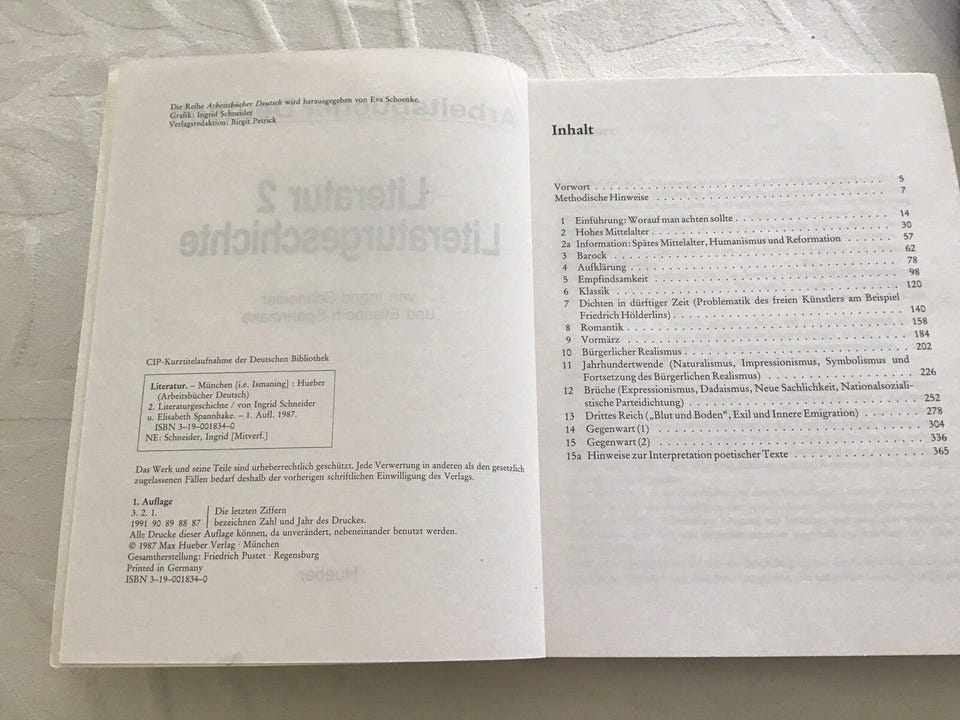 Die Reihe Arbeitsbücher Deutsch wird herausgegeben von Eva Schoenke.
Grafik: Ingrid Schneider
Verlagsredaktion: Birgit Petrick
Literatur 2
Literaturgeschichte
von Ingrid Schneider
und Elisabeth Spannhake
CIP-Kurztitelaufnahme der Deutschen Bibliothek
Literatur. – München [i.e. Ismaning] : Hueber
(Arbeitsbücher Deutsch)
2. Literaturgeschichte / von Ingrid Schneider
u. Elisabeth Spannhake. – 1. Aufl. 1987.
ISBN 3-19-001834-0
NE: Schneider, Ingrid [Mitverf.]
Das Werk und seine Teile sind urheberrechtlich geschützt. Jede Verwertung in anderen als den gesetzlich
zugelassenen Fällen bedarf deshalb der vorherigen schriftlichen Einwilligung des Verlags.
1. Auflage
3. 2. 1. Die letzten Ziffern
1991 90 89 88 87 bezeichnen Zahl und Jahr des Druckes.
Alle Drucke dieser Auflage können, da unverändert, nebeneinander benutzt werden.
© 1987 Max Hueber Verlag · München
Gesamtherstellung: Friedrich Pustet · Regensburg
Printed in Germany
ISBN 3-19-001834-0
Hueber
Inhalt
Vorwort . . . . . 5
Methodische Hinweise . . . . . 7
1 Einführung: Worauf man achten sollte . . . . . 14
2 Hohes Mittelalter . . . . . 30
2a Information: Spätes Mittelalter, Humanismus und Reformation . . . . . 57
3 Barock . . . . . 62
4 Aufklärung . . . . . 78
5 Empfindsamkeit . . . . . 98
6 Klassik . . . . . 120
7 Dichten in dürftiger Zeit (Problematik des freien Künstlers am Beispiel
Friedrich Hölderlins) . . . . . 140
8 Romantik . . . . . 158
9 Vormärz . . . . . 184
10 Bürgerlicher Realismus . . . . . 202
11 Jahrhundertwende (Naturalismus, Impressionismus, Symbolismus und
Fortsetzung des Bürgerlichen Realismus) . . . . . 226
12 Brüche (Expressionismus, Dadaismus, Neue Sachlichkeit, Nationalsoziali-
stische Parteidichtung) . . . . . 252
13 Drittes Reich („Blut und Boden“, Exil und Innere Emigration) . . . . . 278
14 Gegenwart (1) . . . . . 304
15 Gegenwart (2) . . . . . 336
15a Hinweise zur Interpretation poetischer Texte . . . . . 365